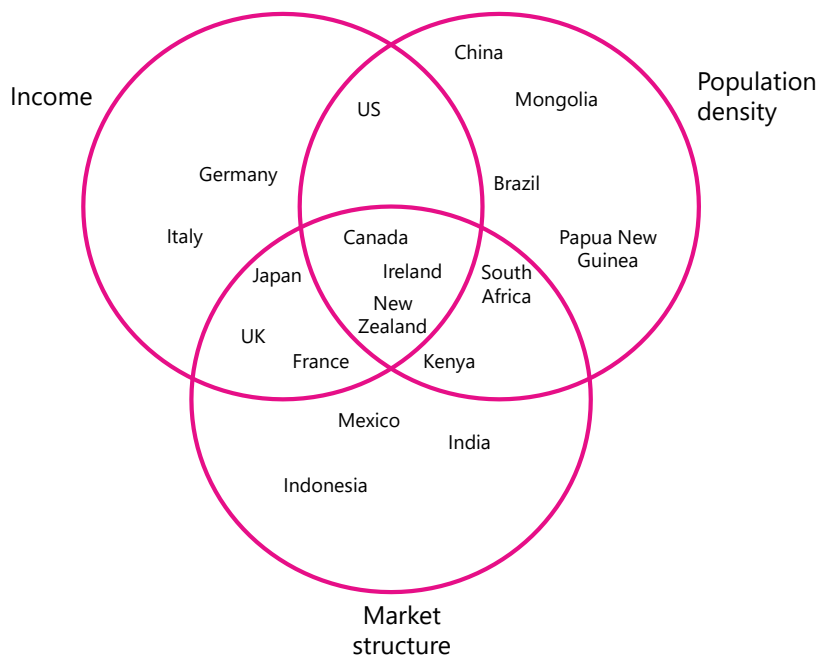 China
Income
Population
density
US
Mongolia
Germany
Brazil
Italy
Canada
Papua New
Guinea
Japan
Ireland
South
Africa
New
Zealand
UK
France
Kenya
Mexico
India
Indonesia
Market
structure